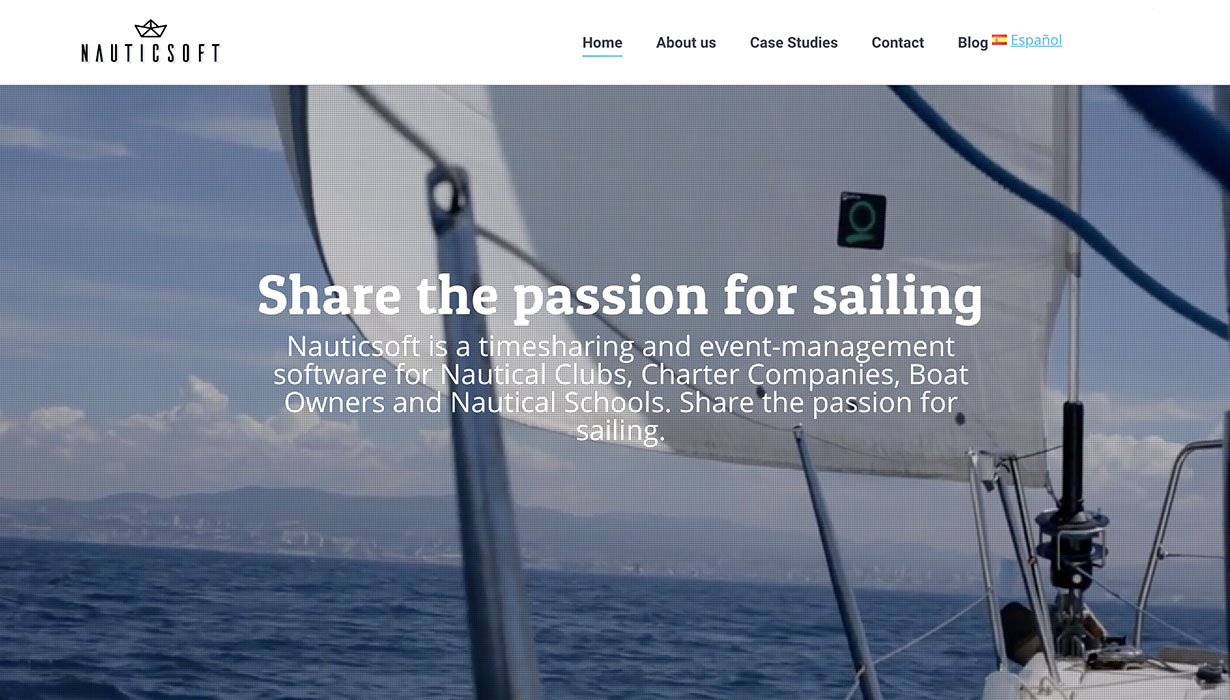 NAUTICSOFT
Home About us Case Studies Contact Blog Español
Share the passion for sailing
Nauticsoft is a timesharing and event-management
software for Nautical Clubs, Charter Companies, Boat
Owners and Nautical Schools. Share the passion for
sailing.